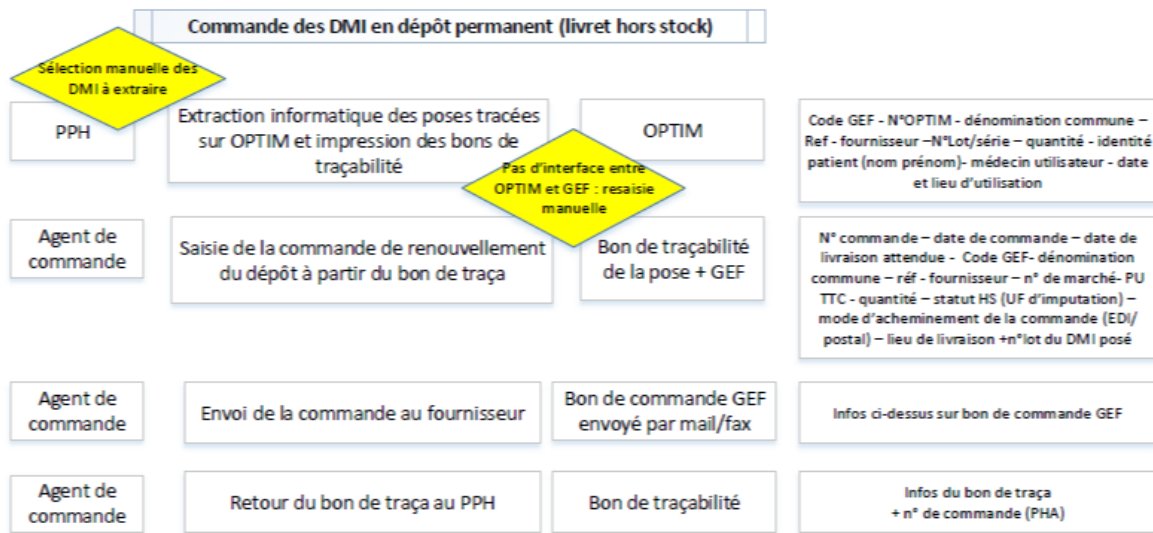 Commande des DMI en dépôt permanent (livret hors stock)
Sélection manuelle des
DMI à extraire
PPH
Extraction informatique des poses tracées
sur OPTIM et impression des bons de
traçabilité
OPTIM
Code GEF - N°OPTIM - dénomination commune –
Ref - fournisseur –N°Lot/série – quantité - identité
patient (nom prénom)- médecin utilisateur - date
et lieu d'utilisation
Pas d'interface entre
OPTIM et GEF : resaisie
manuelle
Agent de
commande
Saisie de la commande de renouvellement
du dépôt à partir du bon de traça
Bon de traçabilité
de la pose + GEF
N° commande – date de commande – date de
livraison attendue - Code GEF- dénomination
commune – réf - fournisseur – n° de marché- PU
TTC - quantité – statut HS (UF d'imputation) –
mode d'acheminement de la commande (EDI/
postal) – lieu de livraison +n°lot du DMI posé
Agent de
commande
Envoi de la commande au fournisseur
Bon de commande GEF
envoyé par mail/fax
Infos ci-dessus sur bon de commande GEF
Agent de
commande
Retour du bon de traça au PPH
Bon de traçabilité
Infos du bon de traça
+ n° de commande (PHA)